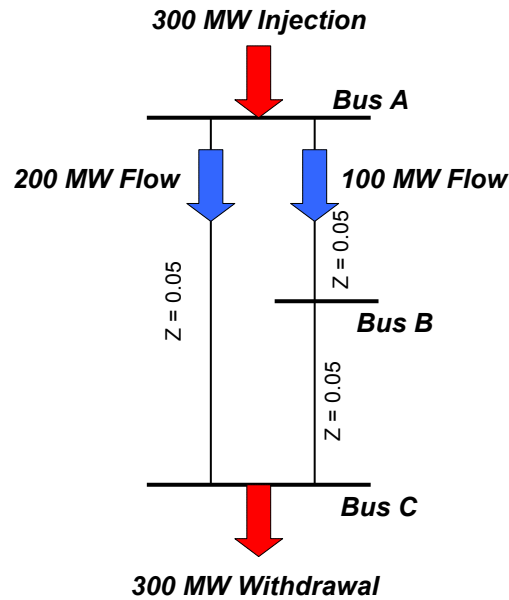 300 MW Injection
Bus A
200 MW Flow
100 MW Flow
Z = 0.05
Z = 0.05
Bus B
Z = 0.05
Bus C
300 MW Withdrawal